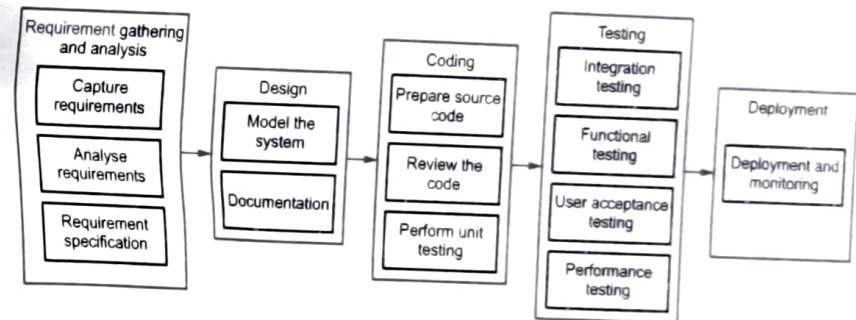 Requirement gathering
and analysis
Capture
requirements
Analyse
requirements
Requirement
specification
Design
Model the
system
Documentation
Coding
Prepare source
code
Review the
code
Perform unit
testing
Testing
Integration
testing
Functional
testing
User acceptance
testing
Performance
testing
Deployment
Deployment and
monitoring